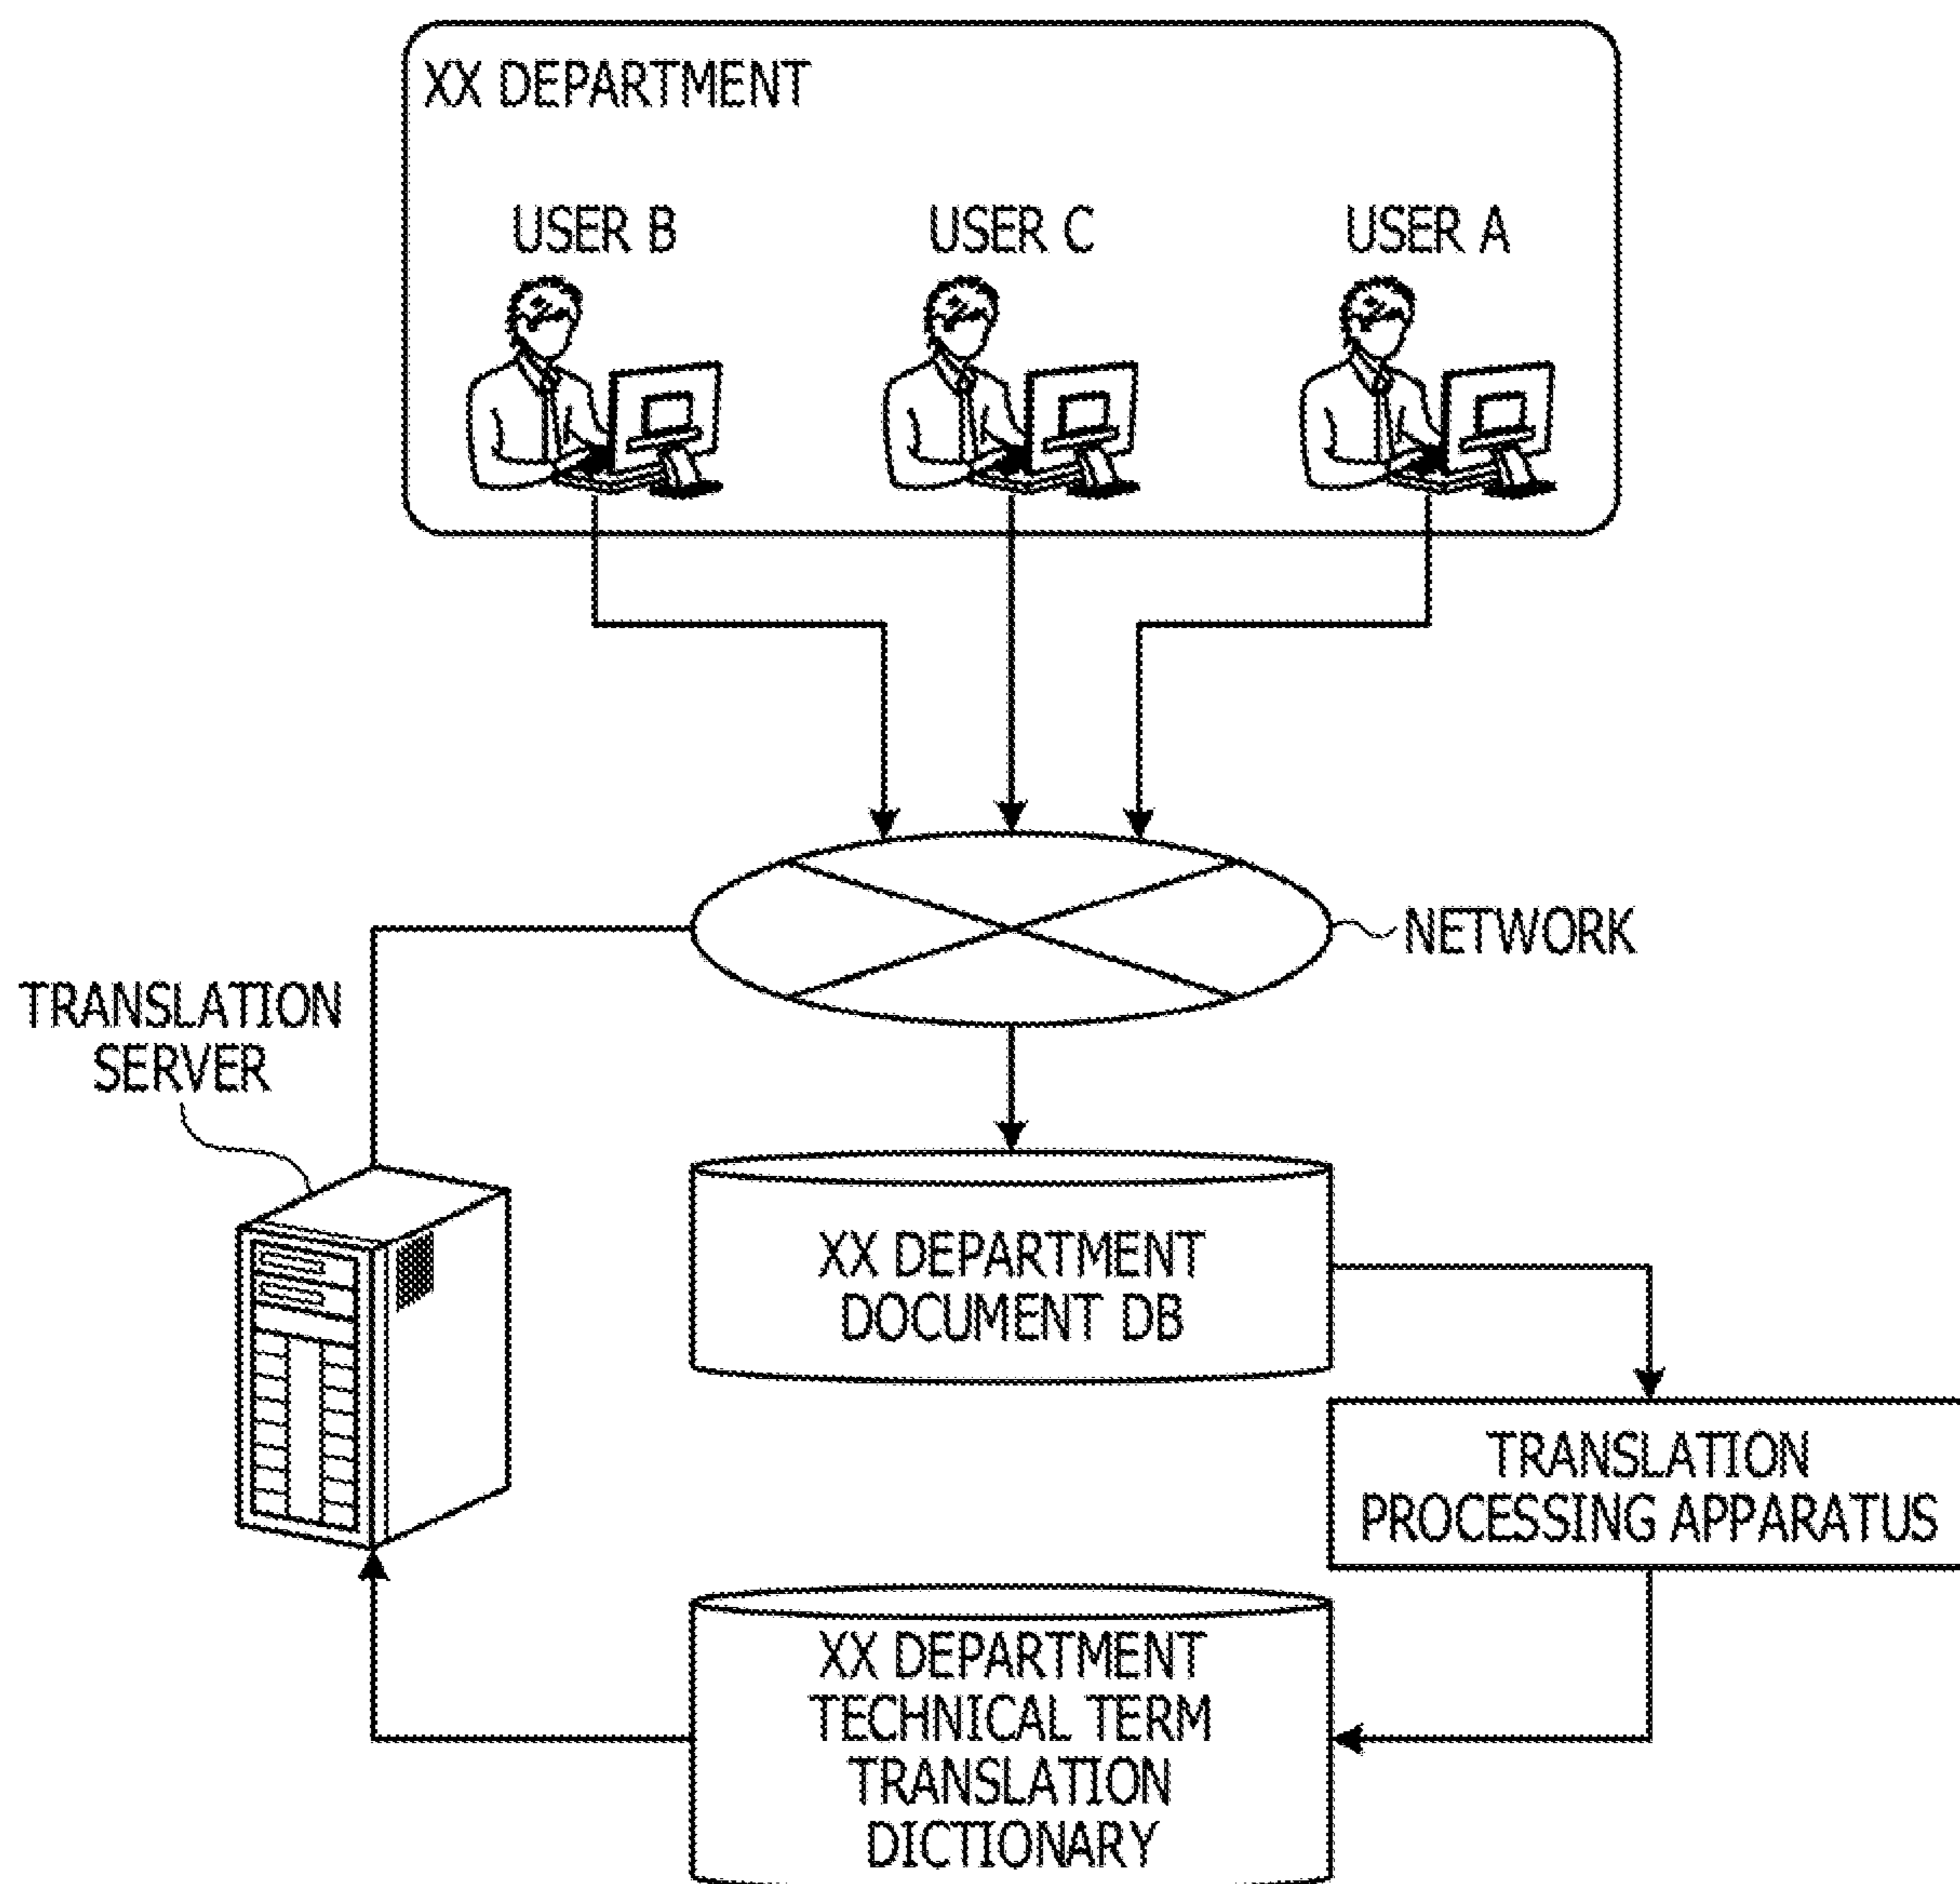 XX DEPARTMENT
USER B
USER C
USER A
NETWORK
TRANSLATION
SERVER
XX DEPARTMENT
DOCUMENT DB
TRANSLATION
PROCESSING APPARATUS
XX DEPARTMENT
TECHNICAL TERM
TRANSLATION
DICTIONARY